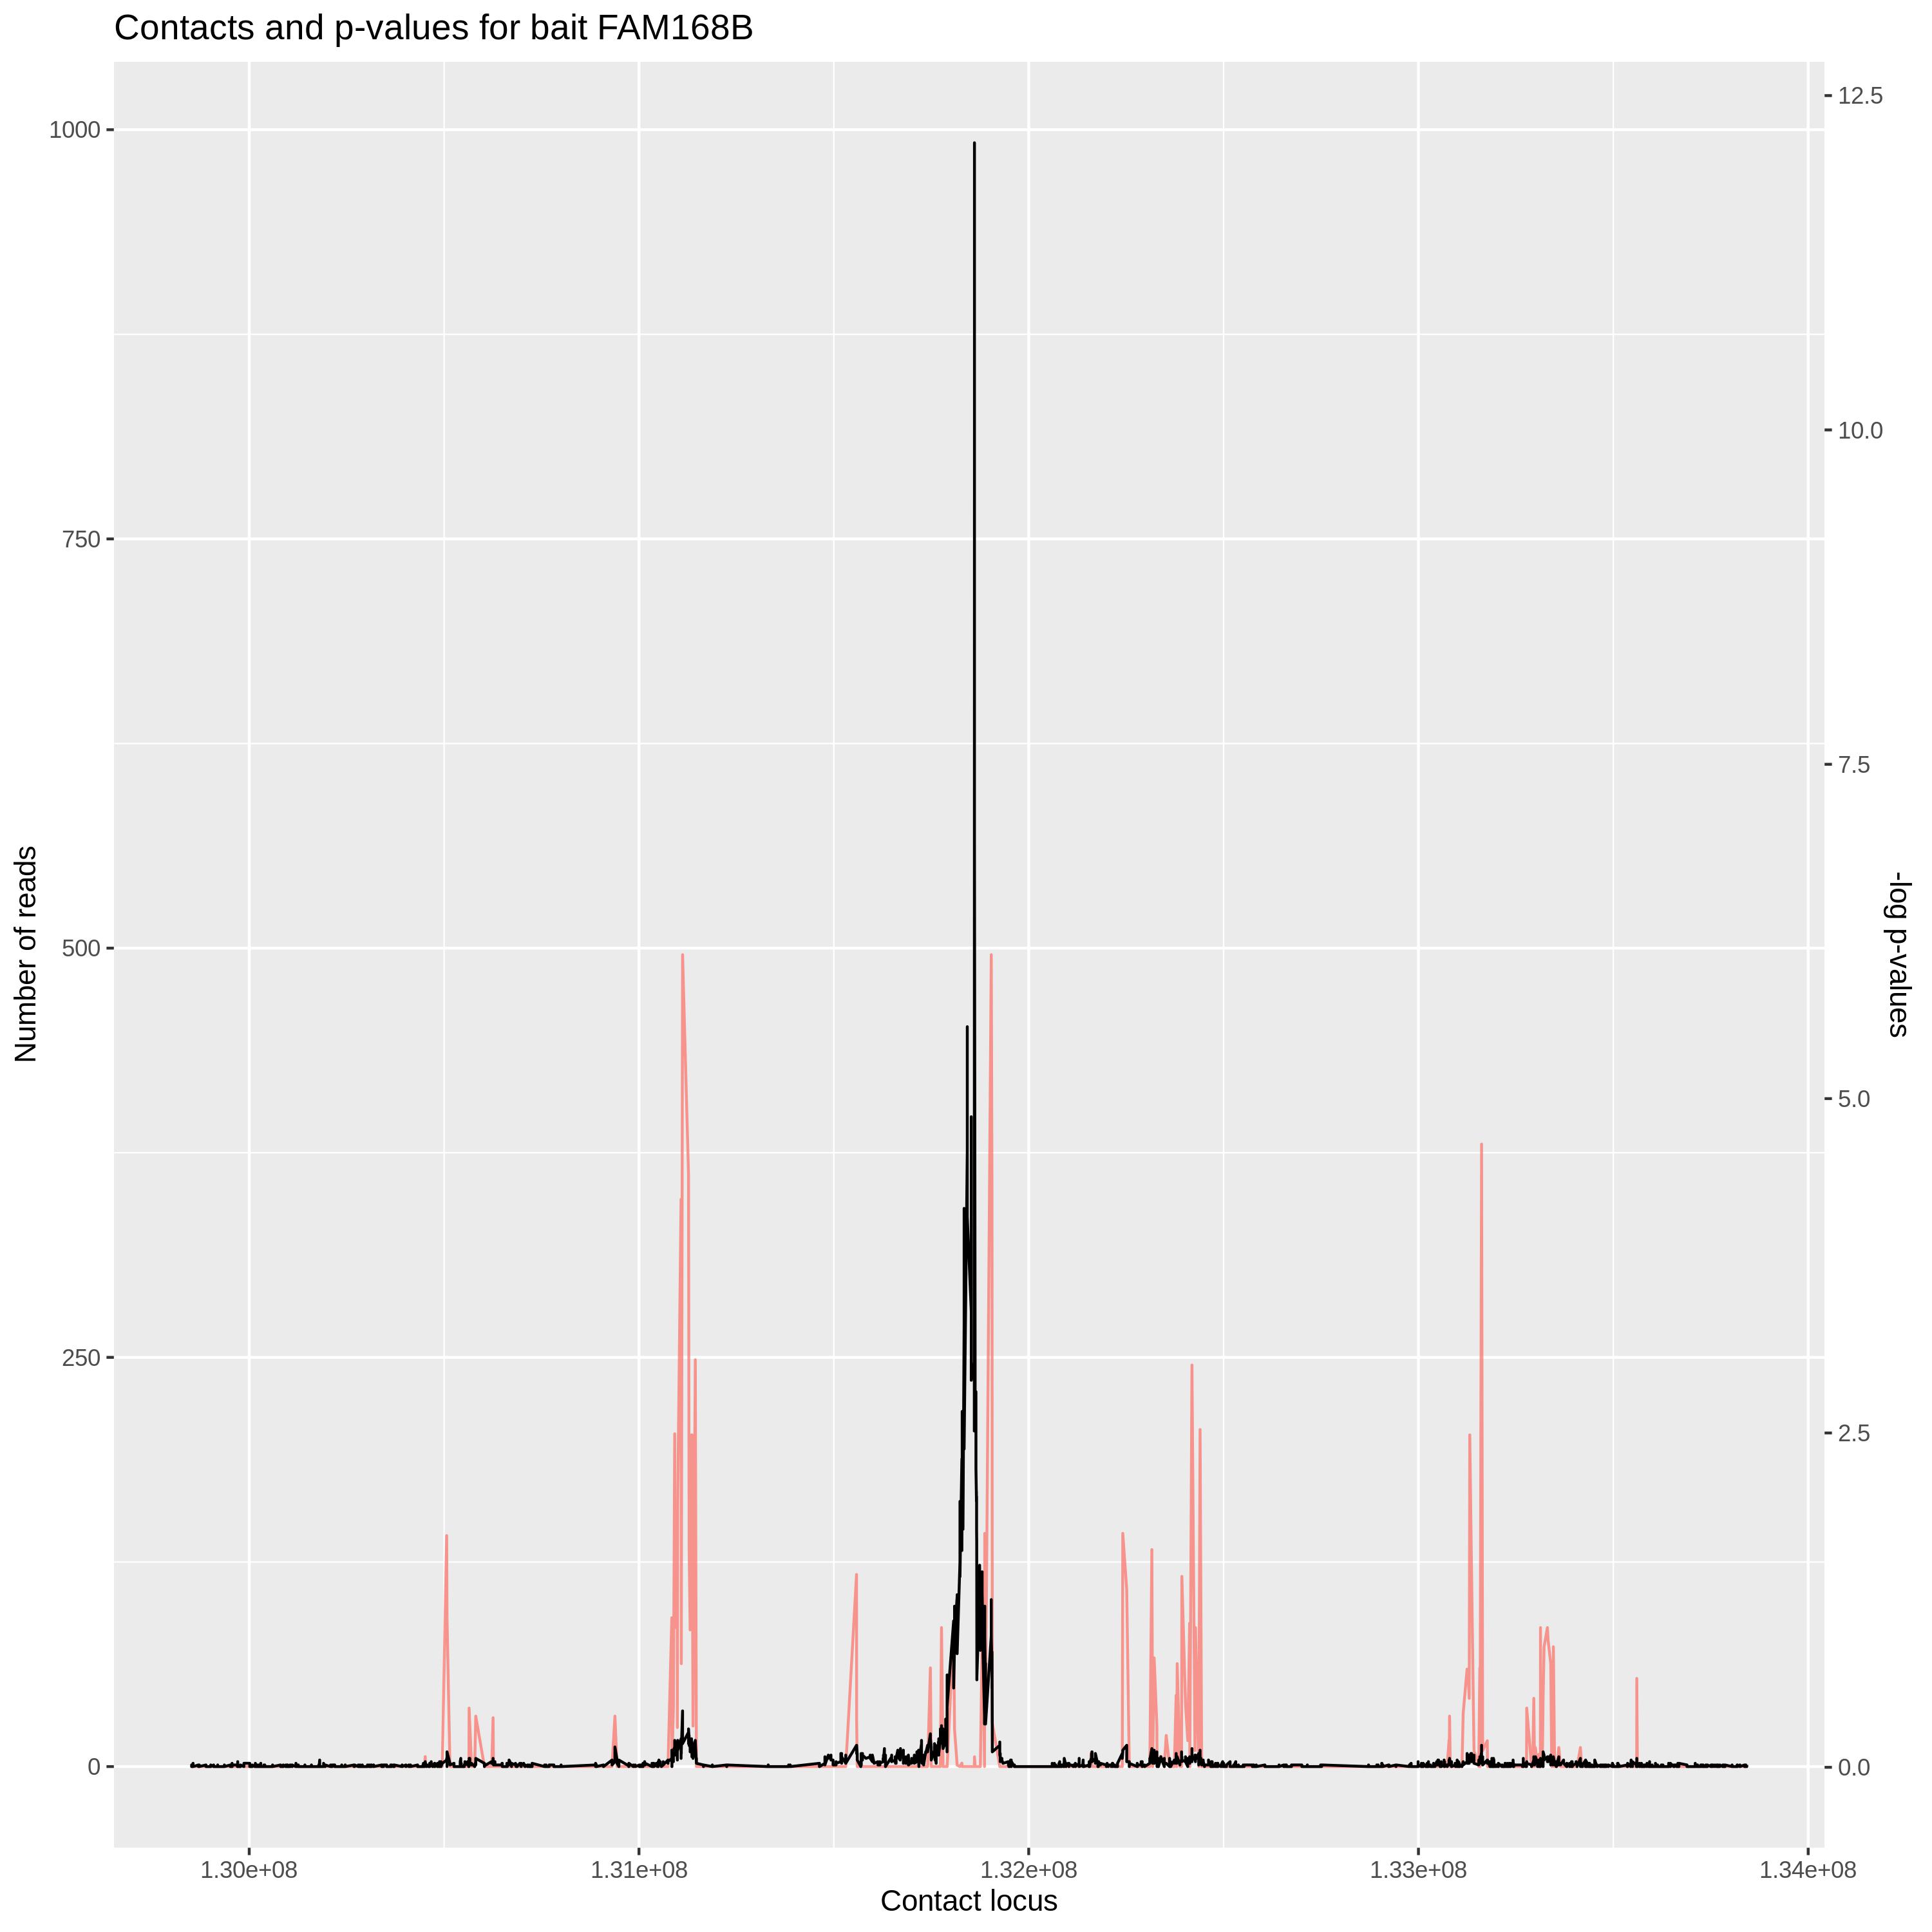 Contacts and p-values for bait FAM168B
1000
750
500
250
0
Number of reads
12.5
10.0
7.5
5.0
2.5
0.0
-log p-values
1.30e+08 1.31e+08 1.32e+08 1.33e+08 1.34e+08
Contact locus